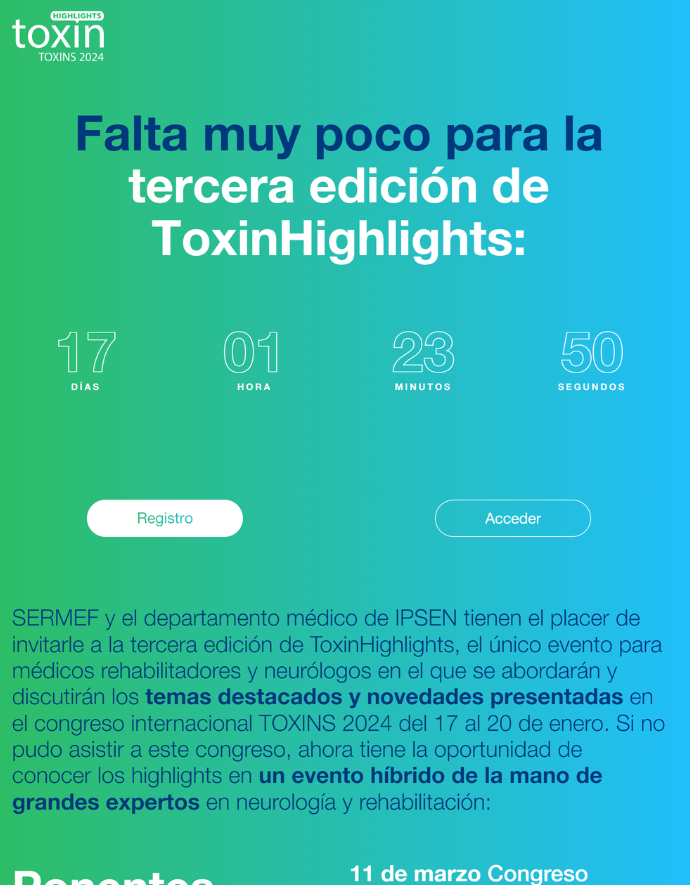 HIGHLIGHTS
toxin
TOXINS 2024
Falta muy poco para la
tercera edición de
ToxinHighlights:
17 01 23 50
DÍAS HORA MINUTOS SEGUNDOS
Registro Acceder
SERMEF y el departamento médico de IPSEN tienen el placer de
invitarle a la tercera edición de ToxinHighlights, el único evento para
médicos rehabilitadores y neurólogos en el que se abordarán y
discutirán los temas destacados y novedades presentadas en
el congreso internacional TOXINS 2024 del 17 al 20 de enero. Si no
pudo asistir a este congreso, ahora tiene la oportunidad de
conocer los highlights en un evento híbrido de la mano de
grandes expertos en neurología y rehabilitación:
Ponentes
11 de marzo Congreso